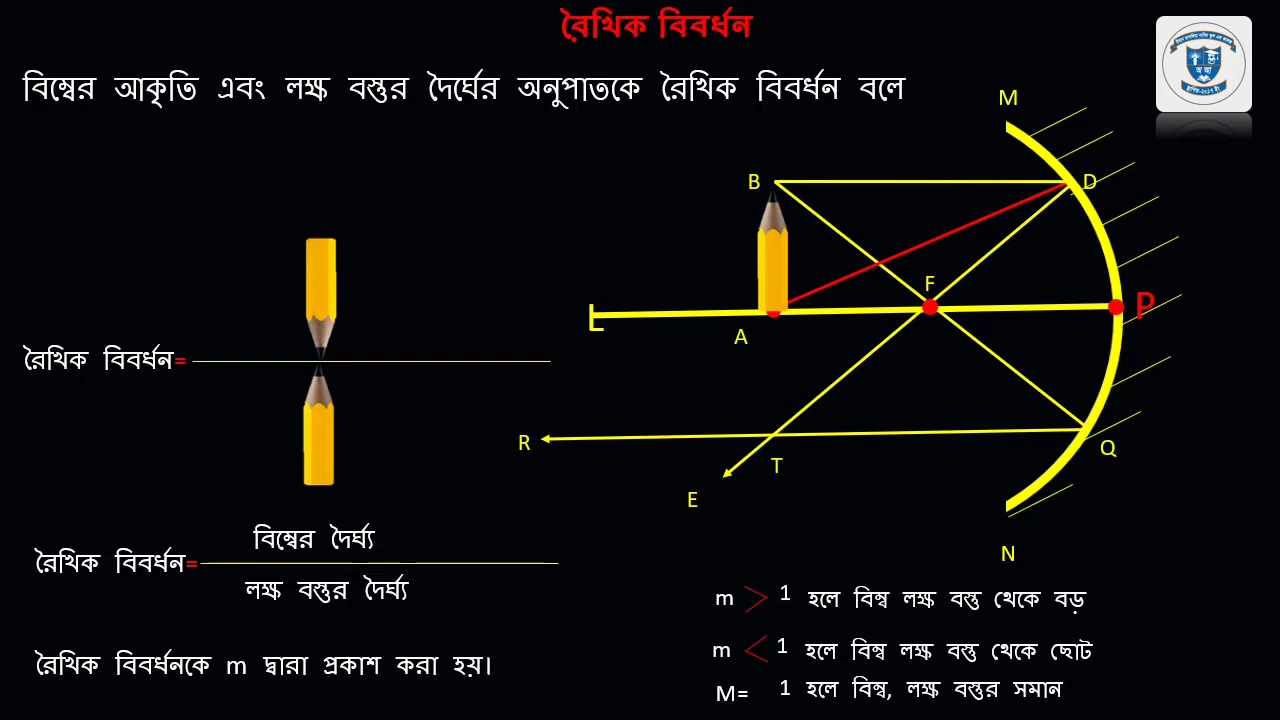 রৈখিক বিবর্ধন
বিম্বের আকৃতি এবং লক্ষ বস্তুর দৈর্ঘের অনুপাতকে রৈখিক বিবর্ধন বলে
M
B
D
F
L
P
A
রৈখিক বিবর্ধন=
R
Q
T
E
N
বিম্বের দৈর্ঘ্য
রৈখিক বিবর্ধন=
লক্ষ বস্তুর দৈর্ঘ্য
m > 1 হলে বিম্ব লক্ষ বস্তু থেকে বড়
m < 1 হলে বিম্ব লক্ষ বস্তু থেকে ছোট
রৈখিক বিবর্ধনকে m দ্বারা প্রকাশ করা হয়।
M= 1 হলে বিম্ব, লক্ষ বস্তুর সমান